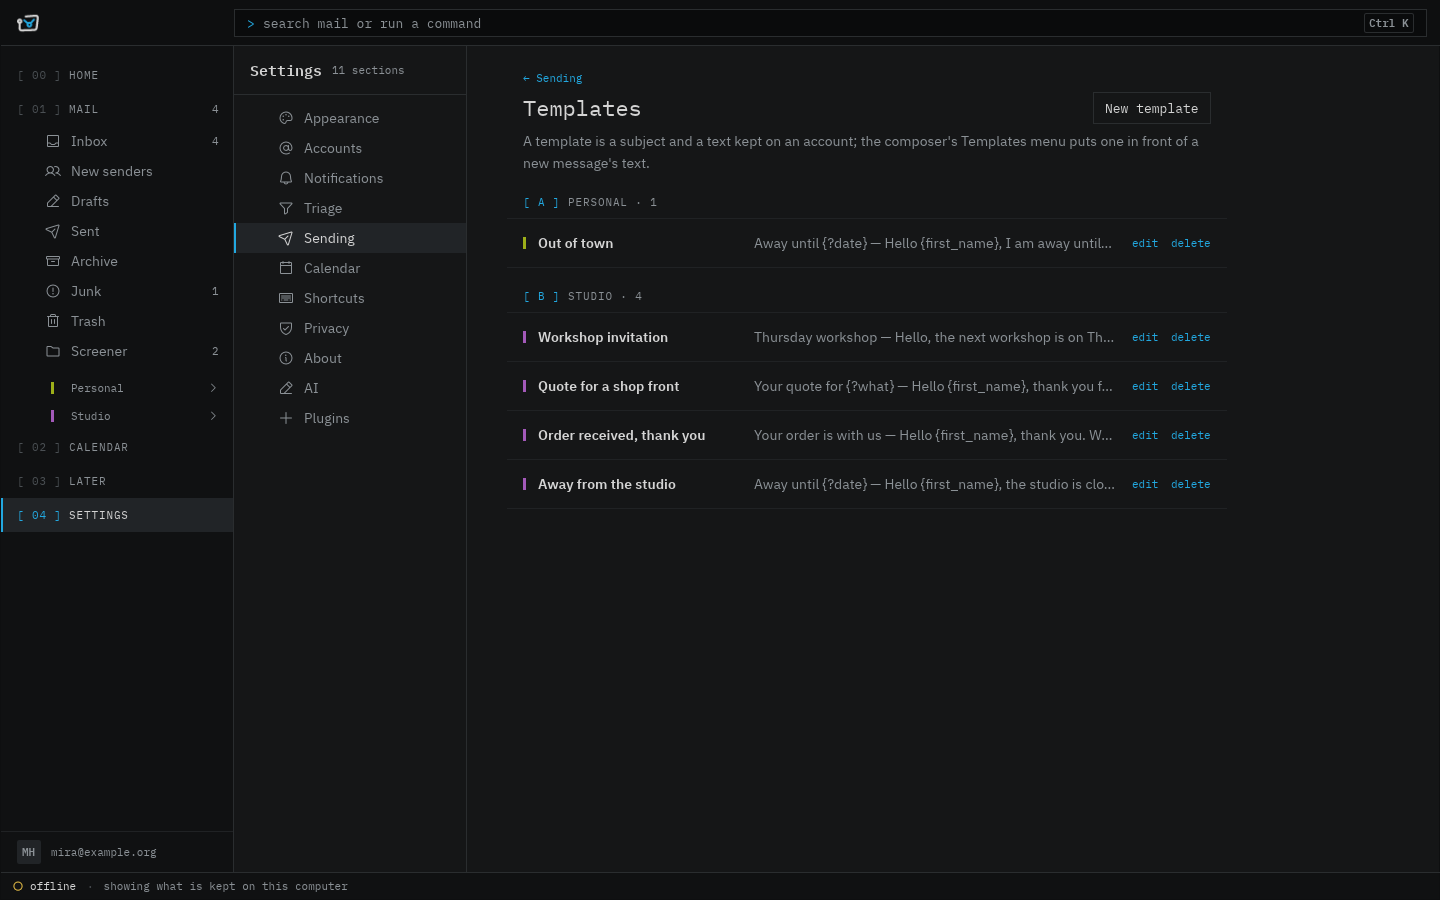 > search mail or run a command
Ctrl K
[ 00 ] HOME
[ 01 ] MAIL 4
Inbox 4
New senders
Drafts
Sent
Archive
Junk 1
Trash
Screener 2
Personal
Studio
[ 02 ] CALENDAR
[ 03 ] LATER
[ 04 ] SETTINGS
MH mira@example.org
Settings 11 sections
Appearance
Accounts
Notifications
Triage
Sending
Calendar
Shortcuts
Privacy
About
AI
Plugins
← Sending
Templates
New template
A template is a subject and a text kept on an account; the composer's Templates menu puts one in front of a
new message's text.
[ A ] PERSONAL · 1
Out of town Away until {?date} — Hello {first_name}, I am away until... edit delete
[ B ] STUDIO · 4
Workshop invitation Thursday workshop — Hello, the next workshop is on Th... edit delete
Quote for a shop front Your quote for {?what} — Hello {first_name}, thank you f... edit delete
Order received, thank you Your order is with us — Hello {first_name}, thank you. W... edit delete
Away from the studio Away until {?date} — Hello {first_name}, the studio is clo... edit delete
offline · showing what is kept on this computer